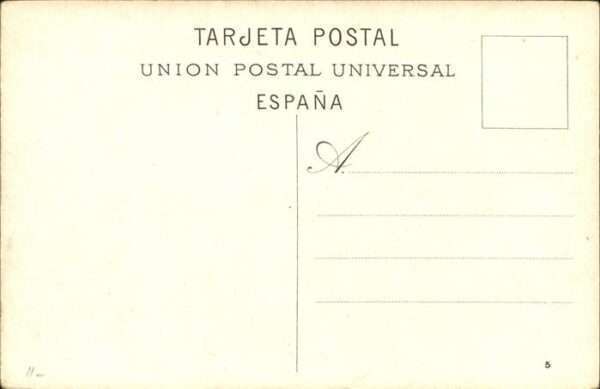 TARJETA POSTAL
UNION POSTAL UNIVERSAL
ESPAÑA
A.
5